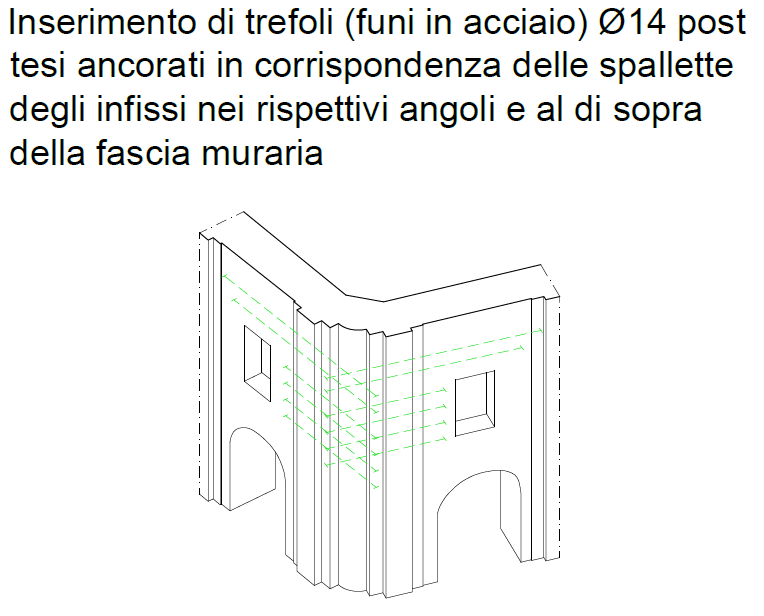 Inserimento di trefoli (funi in acciaio) Ø14 post
tesi ancorati in corrispondenza delle spallette
degli infissi nei rispettivi angoli e al di sopra
della fascia muraria